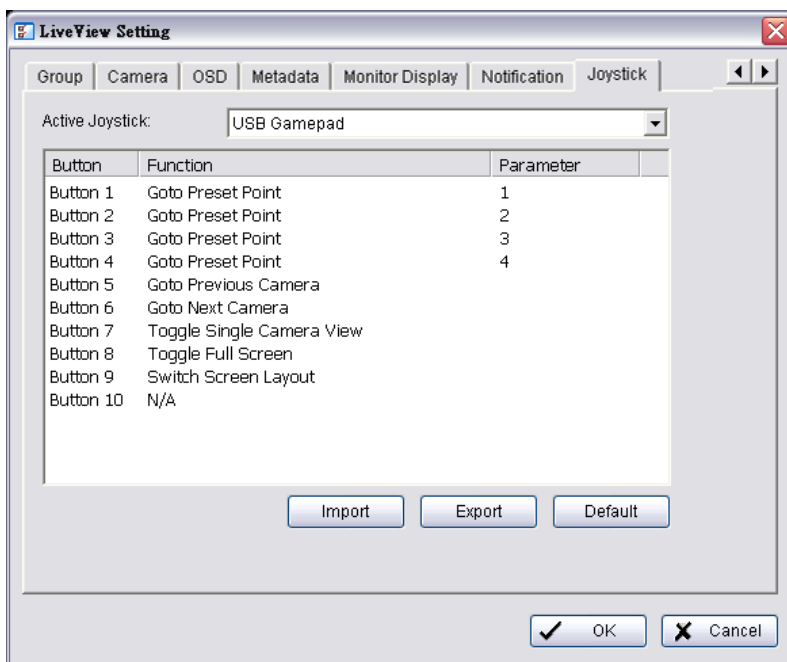 LiveView Setting
Group Camera OSD Metadata Monitor Display Notification Joystick
Active Joystick: USB Gamepad
Button Function Parameter
Button 1 Goto Preset Point 1
Button 2 Goto Preset Point 2
Button 3 Goto Preset Point 3
Button 4 Goto Preset Point 4
Button 5 Goto Previous Camera
Button 6 Goto Next Camera
Button 7 Toggle Single Camera View
Button 8 Toggle Full Screen
Button 9 Switch Screen Layout
Button 10 N/A
Import Export Default
OK Cancel